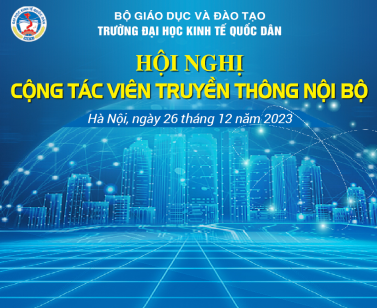 BỘ GIÁO DỤC VÀ ĐÀO TẠO
TRƯỜNG ĐẠI HỌC KINH TẾ QUỐC DÂN
HỘI NGHỊ
CỘNG TÁC VIÊN TRUYỀN THÔNG NỘI BỘ
Hà Nội, ngày 26 tháng 12 năm 2023